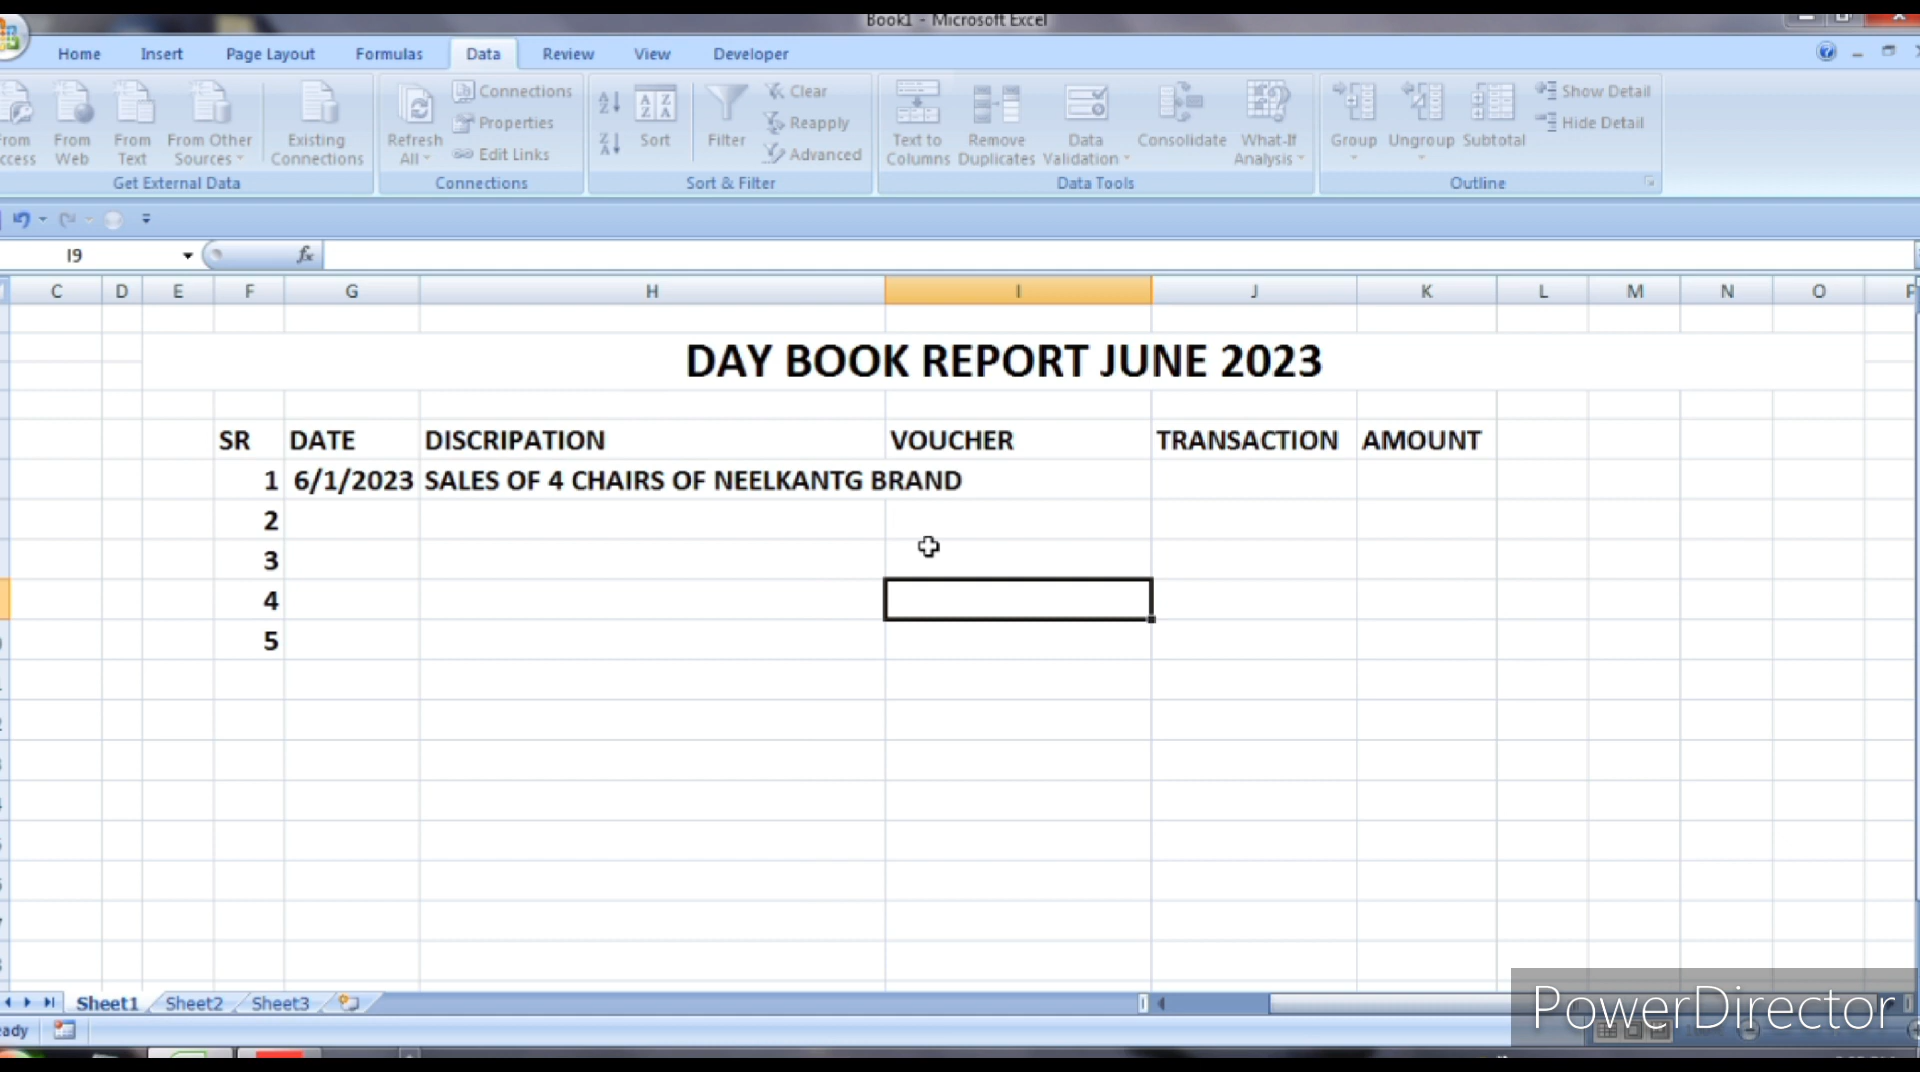 Book1 - Microsoft Excel
Home Insert Page Layout Formulas Data Review View Developer
From Web
From Text
From Other Sources
Existing Connections
Refresh All
Connections
Properties
Edit Links
Sort
Filter
Clear
Reapply
Advanced
Text to Columns
Remove Duplicates
Data Validation
Consolidate
What-If Analysis
Group
Ungroup
Subtotal
Show Detail
Hide Detail
Get External Data Connections Sort & Filter Data Tools Outline
I9 fx
C D E F G H I J K L M N O
DAY BOOK REPORT JUNE 2023
SR DATE DISCRIPATION VOUCHER TRANSACTION AMOUNT
1 6/1/2023 SALES OF 4 CHAIRS OF NEELKANTG BRAND
2
3
4
5
Sheet1 Sheet2 Sheet3
PowerDirector